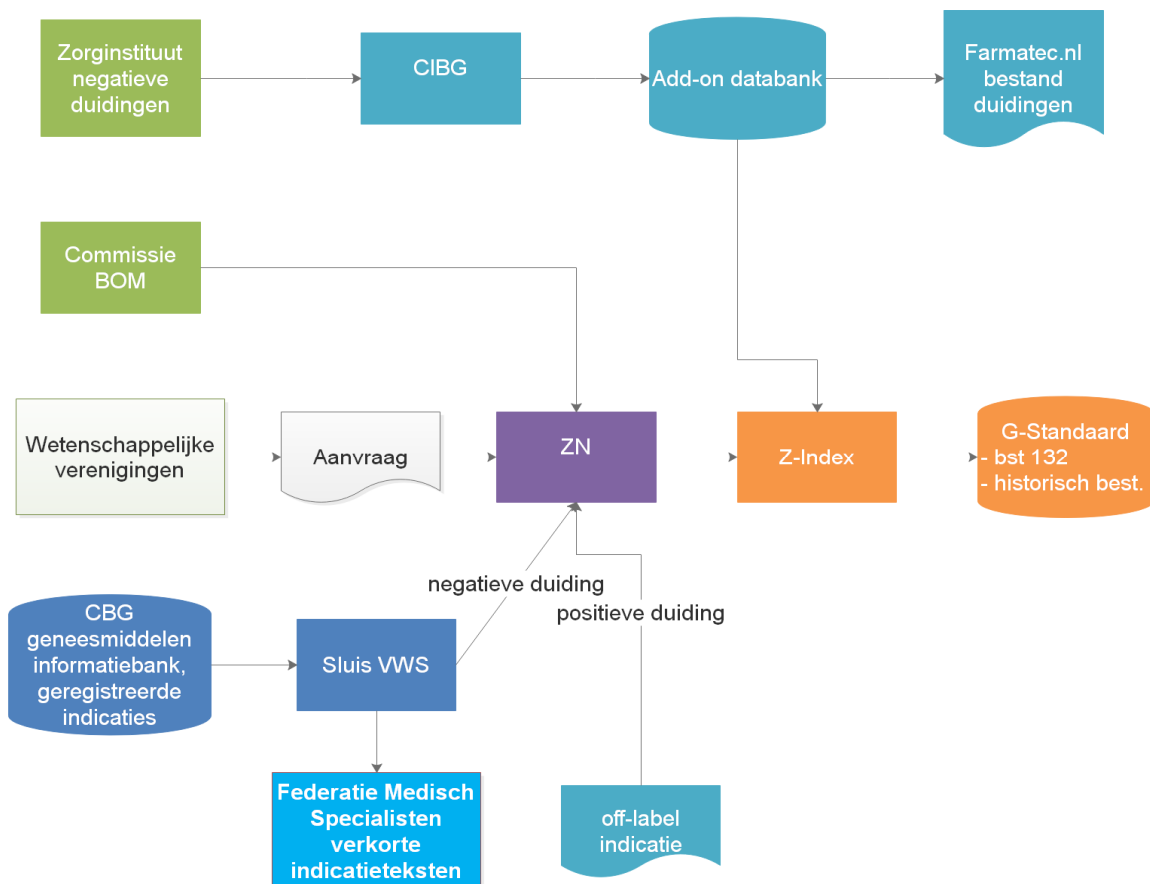 Zorginstituut
negatieve
duidingen
CIBG
Add-on databank
Farmatec.nl
bestand
duidingen
Commissie
BOM
Wetenschappelijke
verenigingen
Aanvraag
ZN
Z-Index
G-Standaard
- bst 132
- historisch best.
negatieve duiding
positieve duiding
CBG
geneesmiddelen
informatiebank,
geregistreerde
indicaties
Sluis VWS
Federatie Medisch
Specialisten
verkorte
indicatieteksten
off-label
indicatie